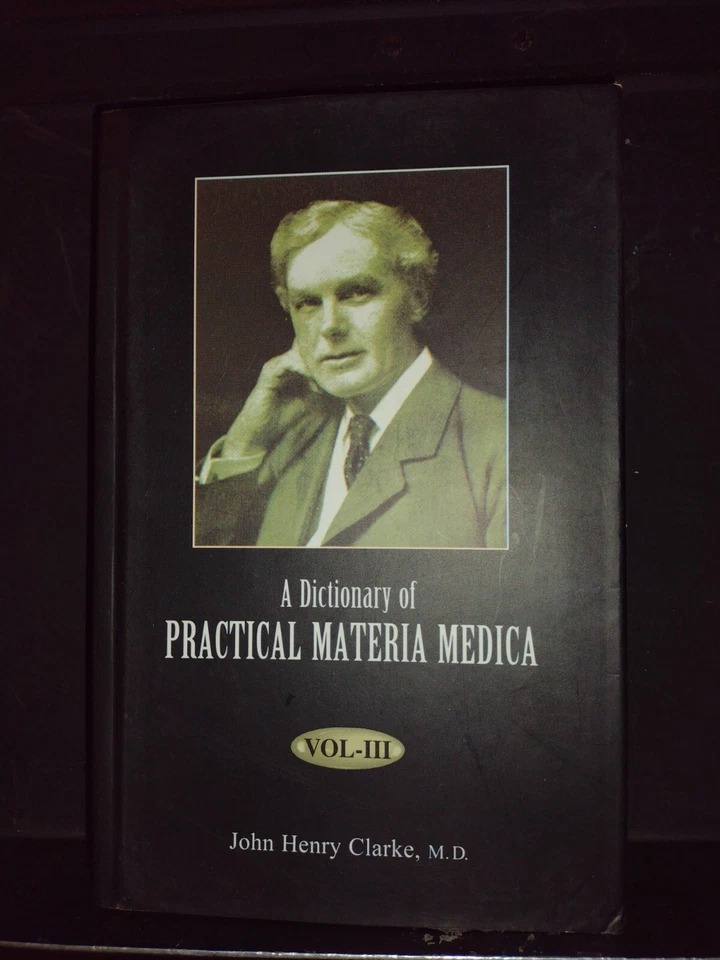 A Dictionary of
PRACTICAL MATERIA MEDICA
VOL-III
John Henry Clarke, M.D.